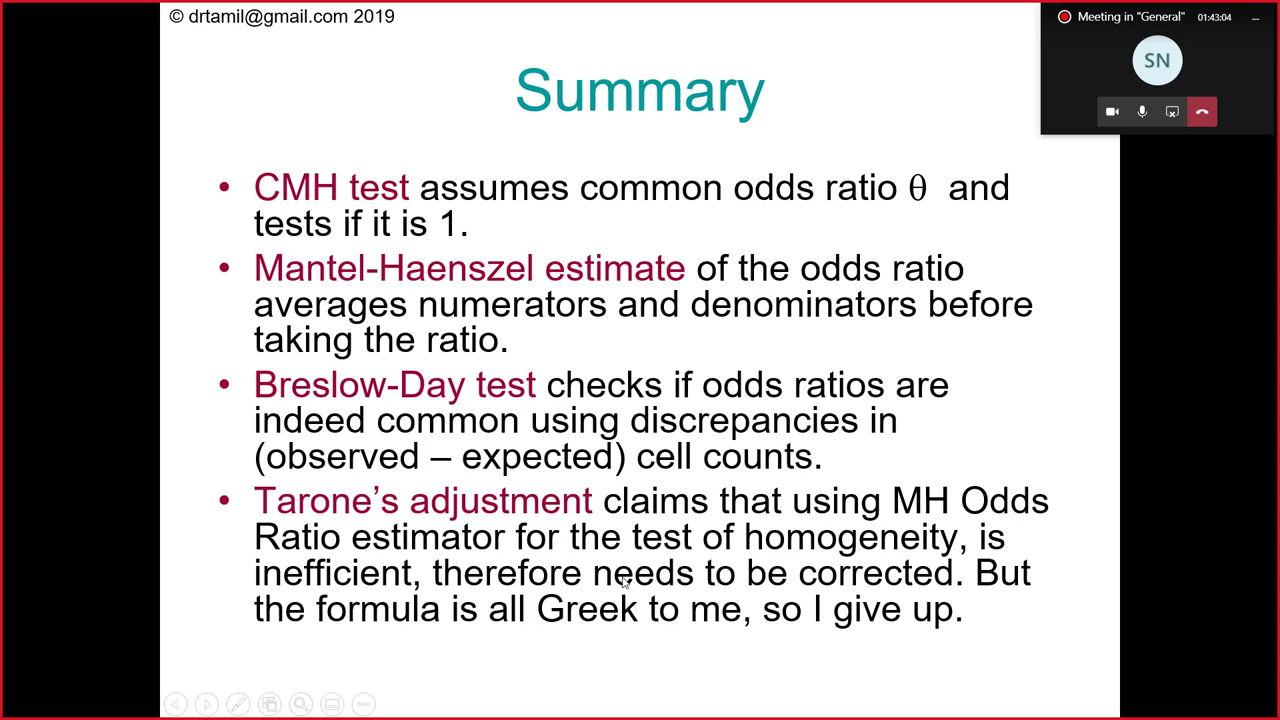 © drtamil@gmail.com 2019
Meeting in "General"
01:43:04
SN
Summary
• CMH test assumes common odds ratio θ and
tests if it is 1.
• Mantel-Haenszel estimate of the odds ratio
averages numerators and denominators before
taking the ratio.
• Breslow-Day test checks if odds ratios are
indeed common using discrepancies in
(observed – expected) cell counts.
• Tarone’s adjustment claims that using MH Odds
Ratio estimator for the test of homogeneity, is
inefficient, therefore needs to be corrected. But
the formula is all Greek to me, so I give up.